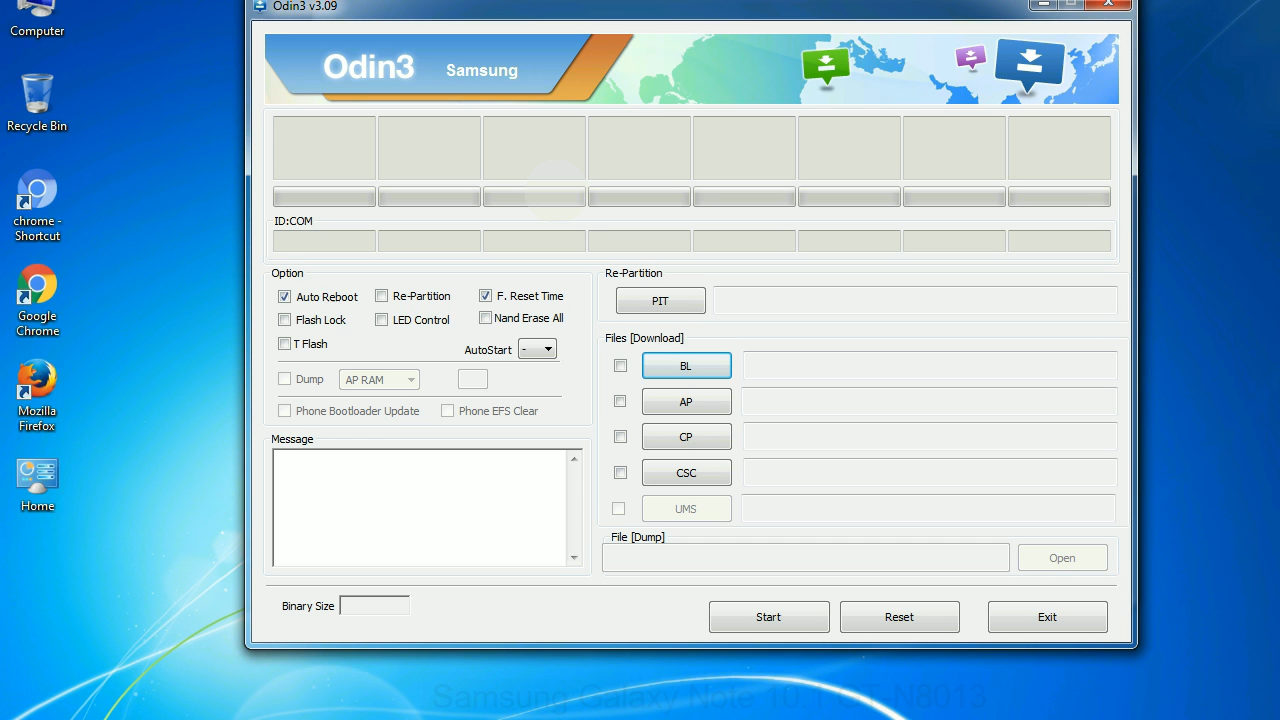 Computer
Recycle Bin
chrome -
Shortcut
Google
Chrome
Mozilla
Firefox
Home
Odin3 v3.09
Odin3 Samsung
ID:COM
Option
Auto Reboot Re-Partition F. Reset Time
Flash Lock LED Control Nand Erase All
T Flash AutoStart -
Dump AP RAM
Phone Bootloader Update Phone EFS Clear
Message
Re-Partition
PIT
Files [Download]
BL
AP
CP
CSC
UMS
File [Dump]
Open
Binary Size
Start Reset Exit
Samsung Galaxy Note 10.1 GT-N8013